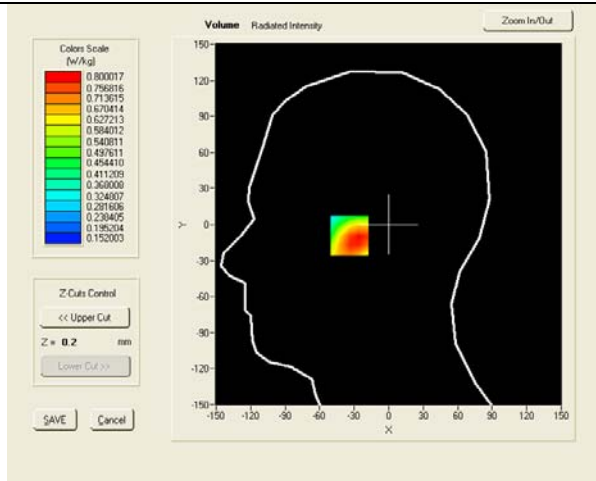 Volume Radiated Intensity
Zoom In/Out
Colors Scale
(W/kg)
0.800017
0.756816
0.713615
0.670414
0.627213
0.584012
0.540811
0.497611
0.454410
0.411209
0.368008
0.324807
0.281606
0.238405
0.195204
0.152003
Z-Cuts Control
<< Upper Cut
Z = 0.2 mm
Lower Cut >>
SAVE Cancel
150
120
90
60
30
0
-30
-60
-90
-120
-150
Y
-150 -120 -90 -60 -30 0 30 60 90 120 150
X